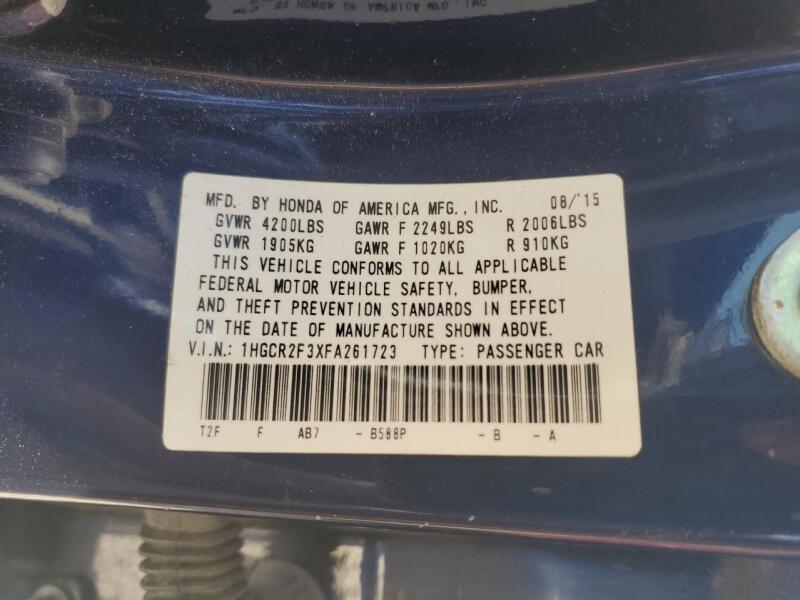 MFD. BY HONDA OF AMERICA MFG., INC. 08/'15
GVWR 4200LBS GAWR F 2249LBS R 2006LBS
GVWR 1905KG GAWR F 1020KG R 910KG
THIS VEHICLE CONFORMS TO ALL APPLICABLE
FEDERAL MOTOR VEHICLE SAFETY, BUMPER,
AND THEFT PREVENTION STANDARDS IN EFFECT
ON THE DATE OF MANUFACTURE SHOWN ABOVE.
V.I.N.: 1HGCR2F3XFA261723 TYPE: PASSENGER CAR
T2F F AB7 - B588P - B - A